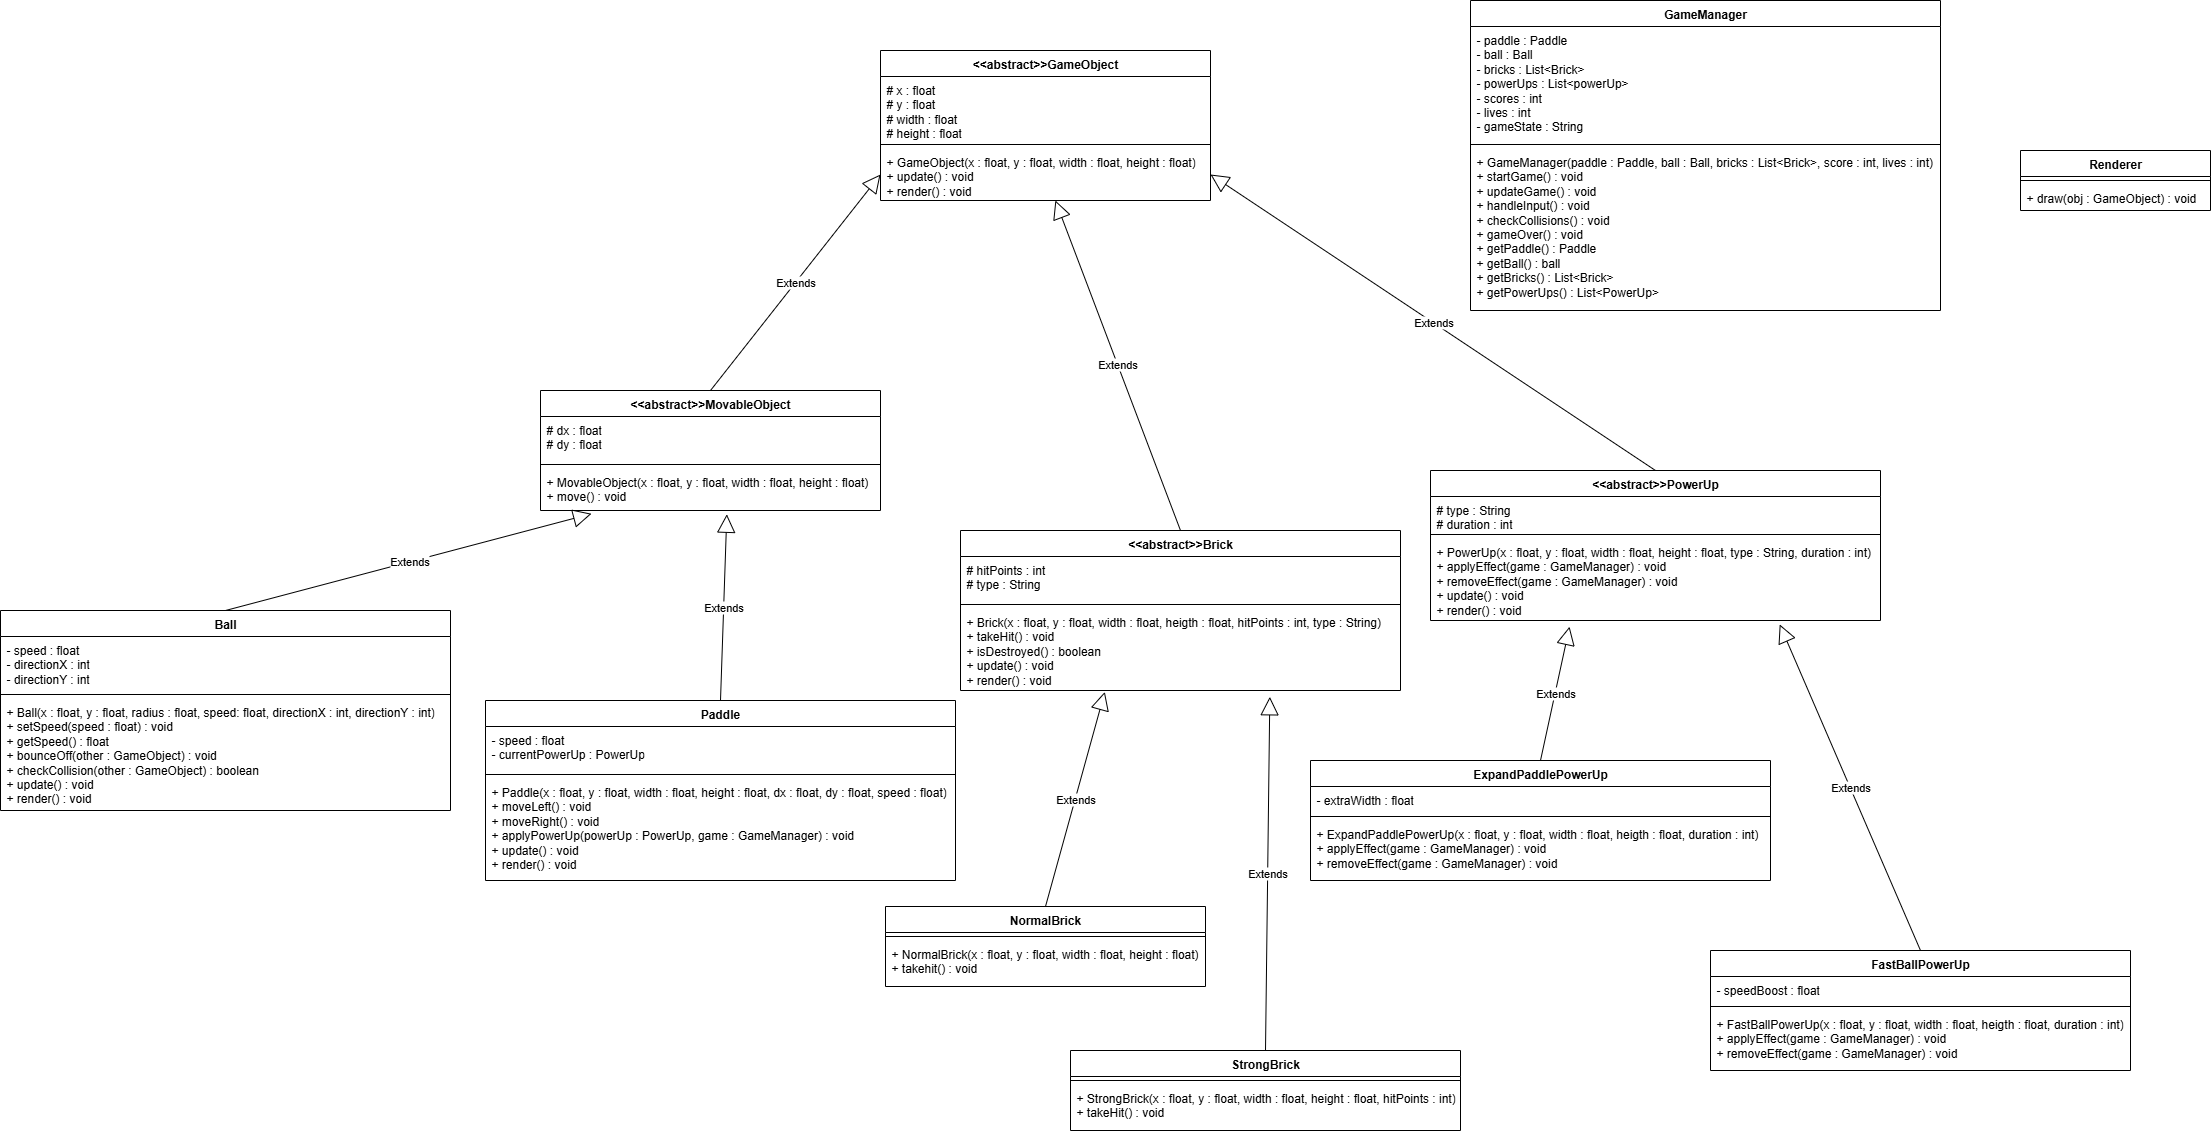 GameManager
- paddle : Paddle
- ball : Ball
- bricks : List<Brick>
- powerUps : List<powerUp>
- scores : int
- lives : int
- gameState : String
+ GameManager(paddle : Paddle, ball : Ball, bricks : List<Brick>, score : int, lives : int)
+ startGame() : void
+ updateGame() : void
+ handleInput() : void
+ checkCollisions() : void
+ gameOver() : void
+ getPaddle() : Paddle
+ getBall() : ball
+ getBricks() : List<Brick>
+ getPowerUps() : List<PowerUp>
<<abstract>>GameObject
# x : float
# y : float
# width : float
# height : float
+ GameObject(x : float, y : float, width : float, height : float)
+ update() : void
+ render() : void
Renderer
+ draw(obj : GameObject) : void
Extends
Extends
Extends
<<abstract>>MovableObject
# dx : float
# dy : float
+ MovableObject(x : float, y : float, width : float, height : float)
+ move() : void
<<abstract>>PowerUp
# type : String
# duration : int
+ PowerUp(x : float, y : float, width : float, height : float, type : String, duration : int)
+ applyEffect(game : GameManager) : void
+ removeEffect(game : GameManager) : void
+ update() : void
+ render() : void
<<abstract>>Brick
# hitPoints : int
# type : String
+ Brick(x : float, y : float, width : float, heigth : float, hitPoints : int, type : String)
+ takeHit() : void
+ isDestroyed() : boolean
+ update() : void
+ render() : void
Extends
Extends
Ball
- speed : float
- directionX : int
- directionY : int
+ Ball(x : float, y : float, radius : float, speed: float, directionX : int, directionY : int)
+ setSpeed(speed : float) : void
+ getSpeed() : float
+ bounceOff(other : GameObject) : void
+ checkCollision(other : GameObject) : boolean
+ update() : void
+ render() : void
Paddle
- speed : float
- currentPowerUp : PowerUp
+ Paddle(x : float, y : float, width : float, height : float, dx : float, dy : float, speed : float)
+ moveLeft() : void
+ moveRight() : void
+ applyPowerUp(powerUp : PowerUp, game : GameManager) : void
+ update() : void
+ render() : void
Extends
Extends
Extends
Extends
ExpandPaddlePowerUp
- extraWidth : float
+ ExpandPaddlePowerUp(x : float, y : float, width : float, heigth : float, duration : int)
+ applyEffect(game : GameManager) : void
+ removeEffect(game : GameManager) : void
NormalBrick
+ NormalBrick(x : float, y : float, width : float, height : float)
+ takehit() : void
FastBallPowerUp
- speedBoost : float
+ FastBallPowerUp(x : float, y : float, width : float, heigth : float, duration : int)
+ applyEffect(game : GameManager) : void
+ removeEffect(game : GameManager) : void
StrongBrick
+ StrongBrick(x : float, y : float, width : float, height : float, hitPoints : int)
+ takeHit() : void